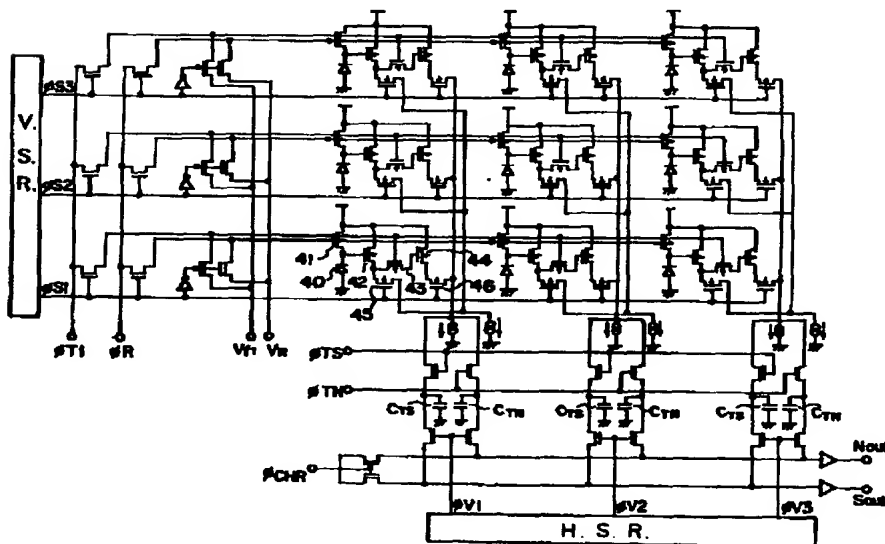 V.
S.
R.
øS3
øS2
øS1
41
40
42
43
44
45
46
øT1
øR
Vr1
VR
øTS
øTN
CTS
CTN
CTS
CTN
CTS
CTN
øCHR
Nout
Sout
øV1
øV2
øV3
H. S. R.